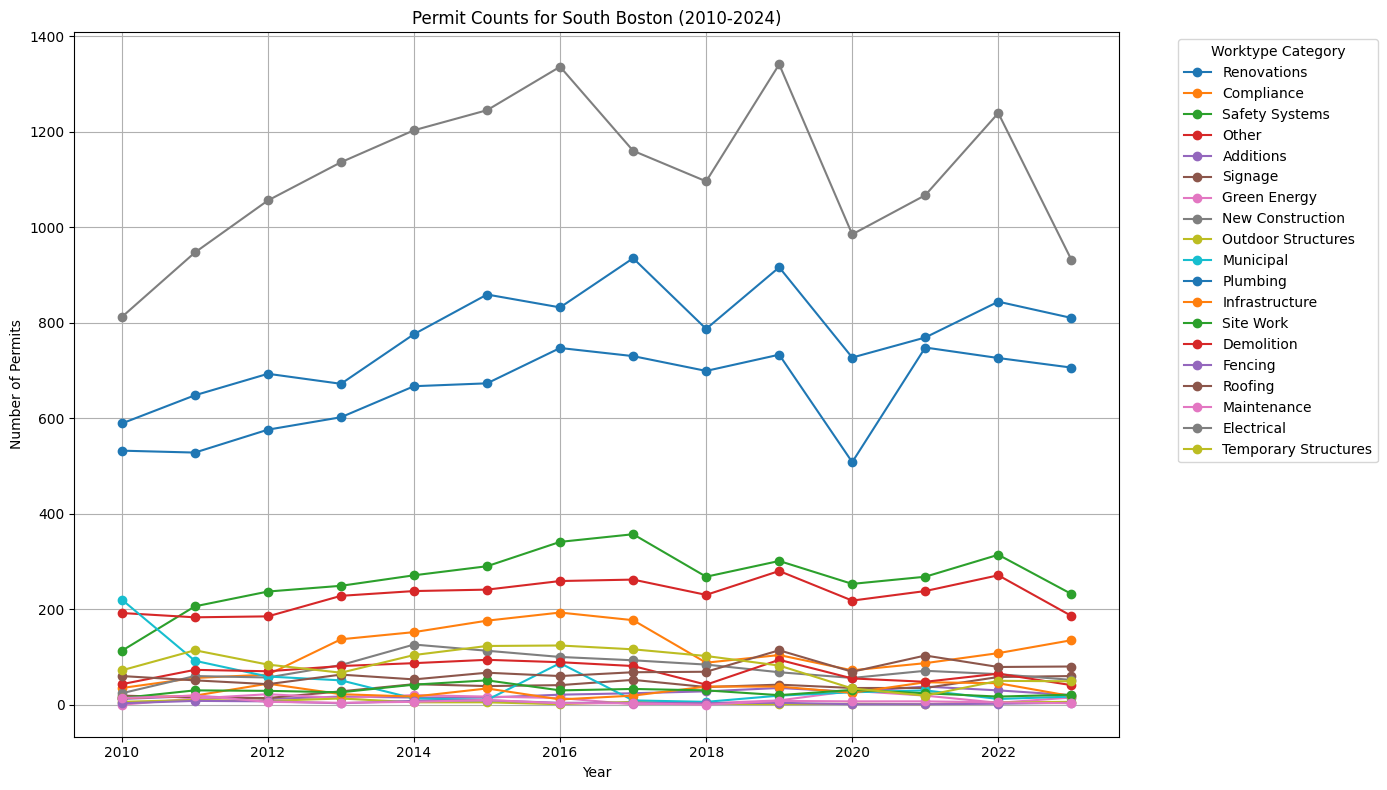 Permit Counts for South Boston (2010-2024)
1400
1200
1000
800
600
400
200
0
Number of Permits
2010
2012
2014
2016
2018
2020
2022
Year
Worktype Category
Renovations
Compliance
Safety Systems
Other
Additions
Signage
Green Energy
New Construction
Outdoor Structures
Municipal
Plumbing
Infrastructure
Site Work
Demolition
Fencing
Roofing
Maintenance
Electrical
Temporary Structures